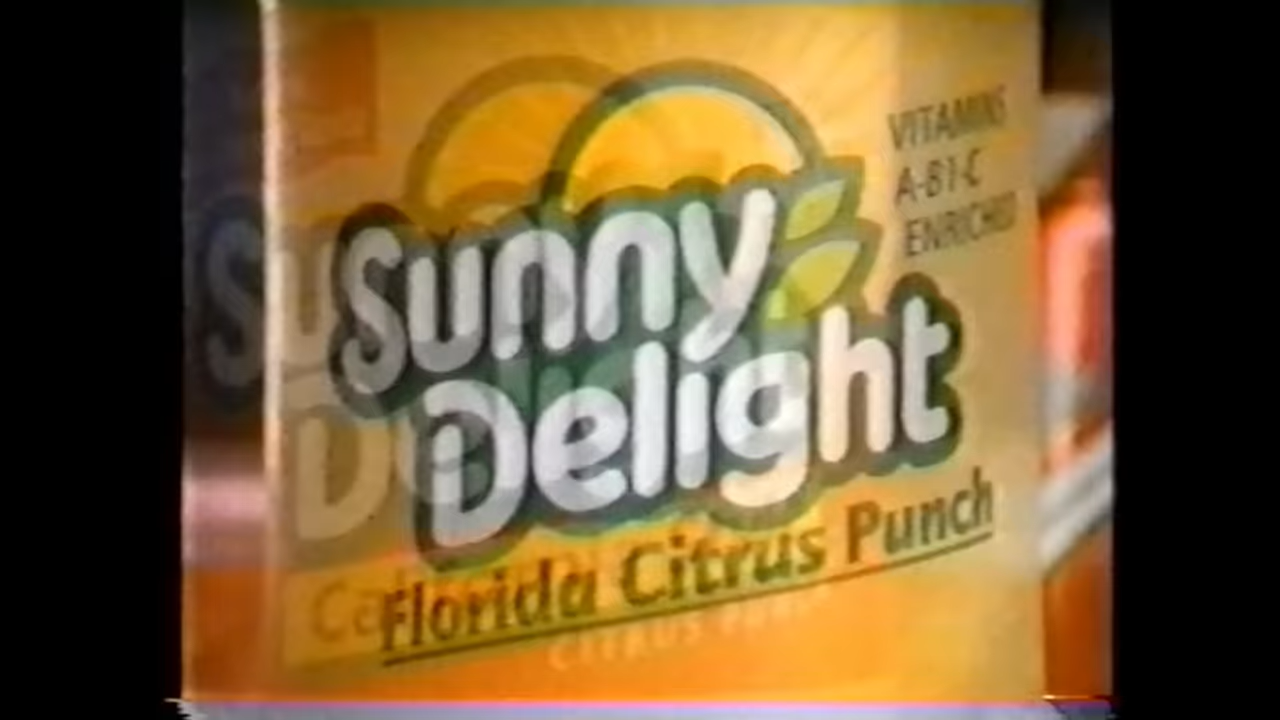 Sunny
Delight
Florida Citrus Punch
VITAMINS
A-B1-C
ENRICHED